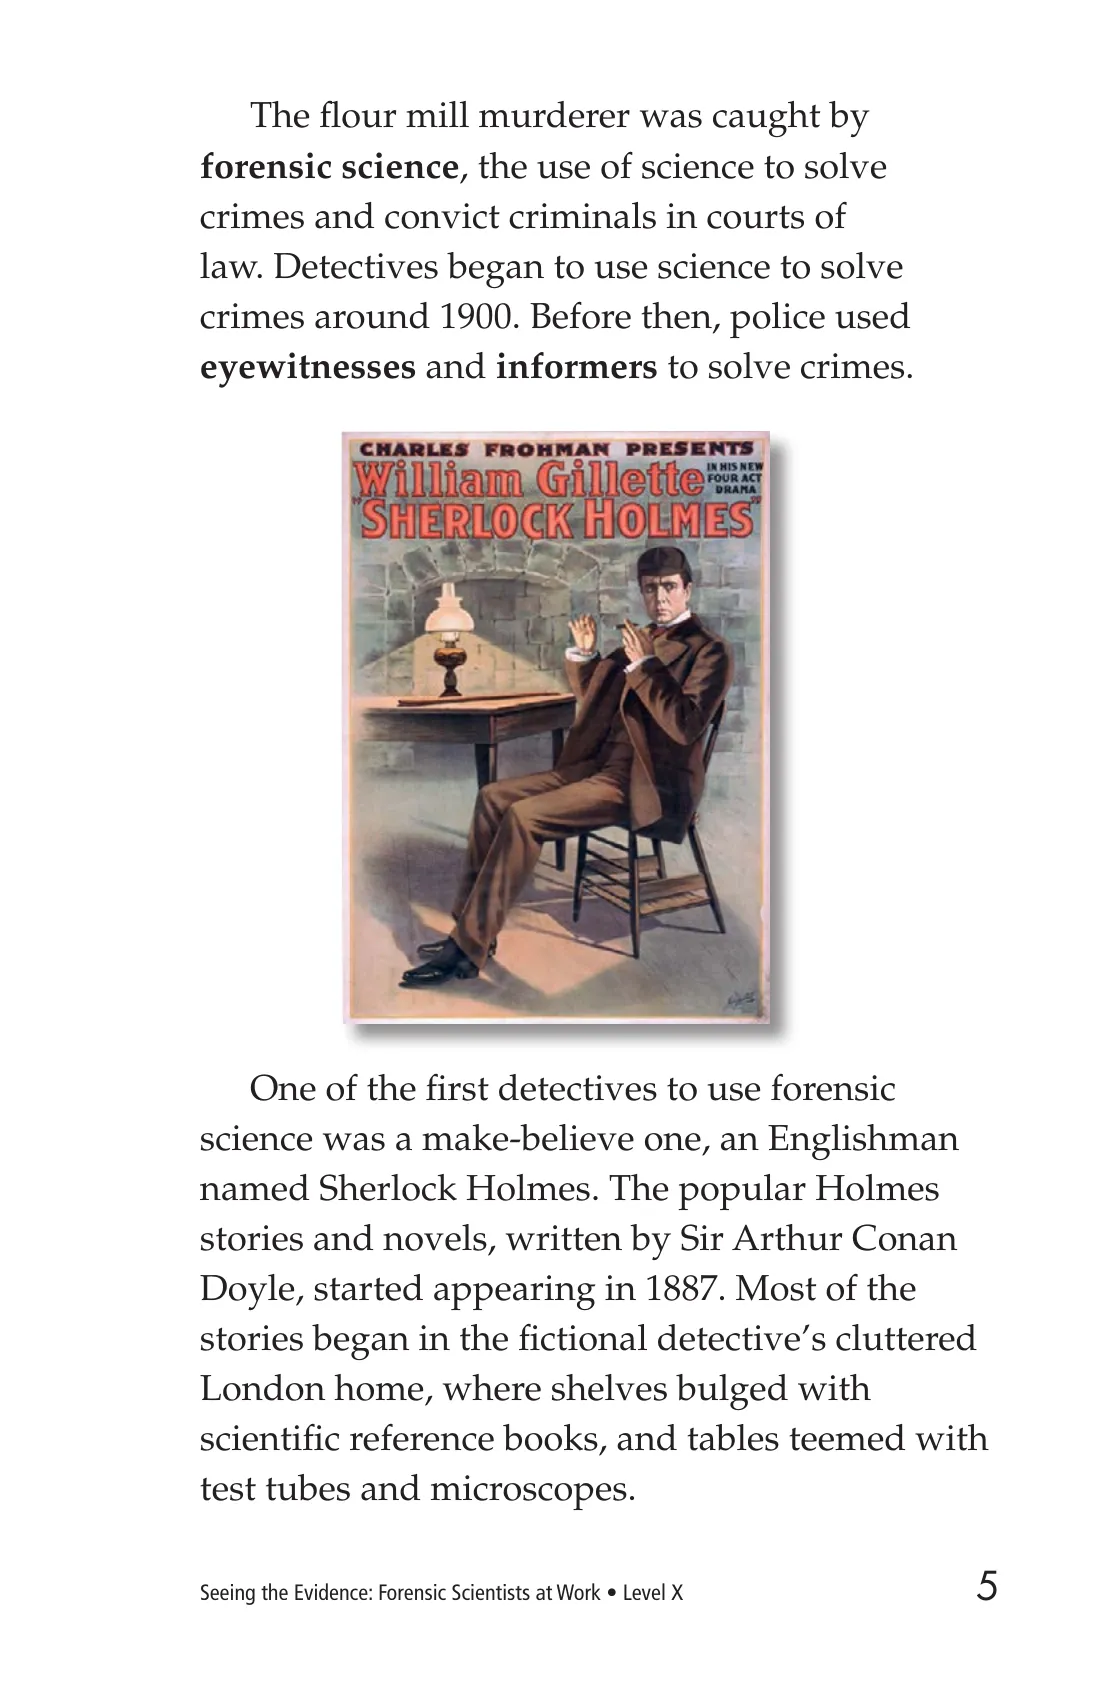 The flour mill murderer was caught by
forensic science, the use of science to solve
crimes and convict criminals in courts of
law. Detectives began to use science to solve
crimes around 1900. Before then, police used
eyewitnesses and informers to solve crimes.
CHARLES FROHMAN PRESENTS
William Gillette
IN HIS NEW
FOUR ACT
DRAMA
"SHERLOCK HOLMES"
One of the first detectives to use forensic
science was a make-believe one, an Englishman
named Sherlock Holmes. The popular Holmes
stories and novels, written by Sir Arthur Conan
Doyle, started appearing in 1887. Most of the
stories began in the fictional detective’s cluttered
London home, where shelves bulged with
scientific reference books, and tables teemed with
test tubes and microscopes.
Seeing the Evidence: Forensic Scientists at Work • Level X
5